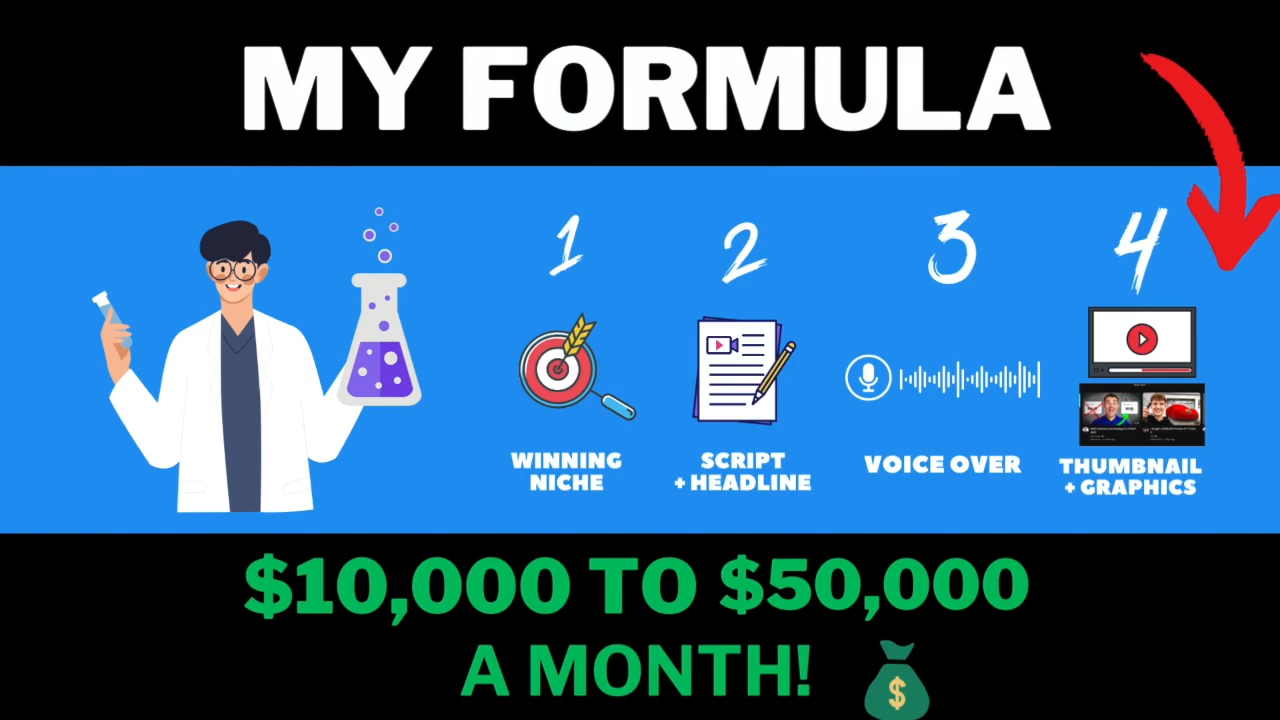 MY FORMULA
1
2
3
4
WINNING
NICHE
SCRIPT
+ HEADLINE
VOICE OVER
THUMBNAIL
+ GRAPHICS
$10,000 TO $50,000
A MONTH!
$